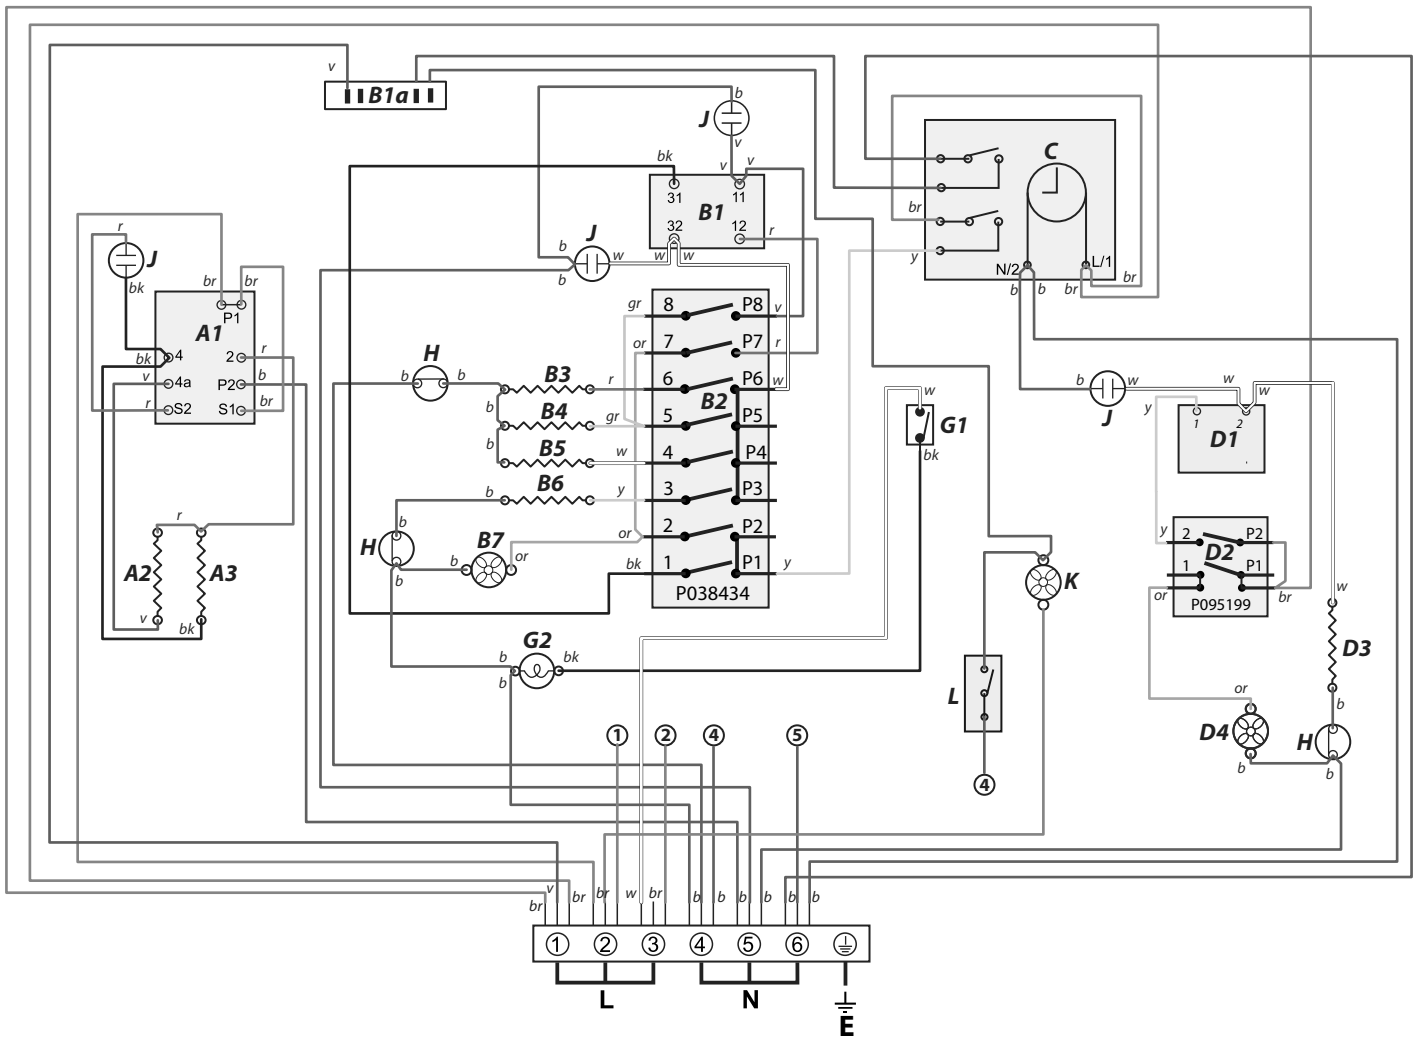 v
B1a
b
J
v
v
v
bk
31
11
B1
32
12
r
J
b
b
w
w
w
C
br
y
N/2
L/1
b
b
br
br
r
J
bk
br
br
P1
A1
bk
4
2
r
v
4a
P2
b
r
S2
S1
br
gr
8
P8
v
or
7
P7
r
H
b
b
B3
r
6
P6
w
B2
b
B4
gr
5
P5
b
B5
w
4
P4
B6
b
y
3
P3
b
or
2
P2
H
B7
b
or
b
bk
1
P1
y
P038434
w
G1
bk
b
J
w
w
w
y
1
2
D1
y
2
P2
D2
1
P1
or
br
P095199
w
K
r
A2
A3
v
bk
G2
b
bk
b
L
4
D3
b
or
D4
H
b
b
1
2
4
5
br
v
br
br
w
br
b
b
b
b
b
b
1
2
3
4
5
6
L
N
E